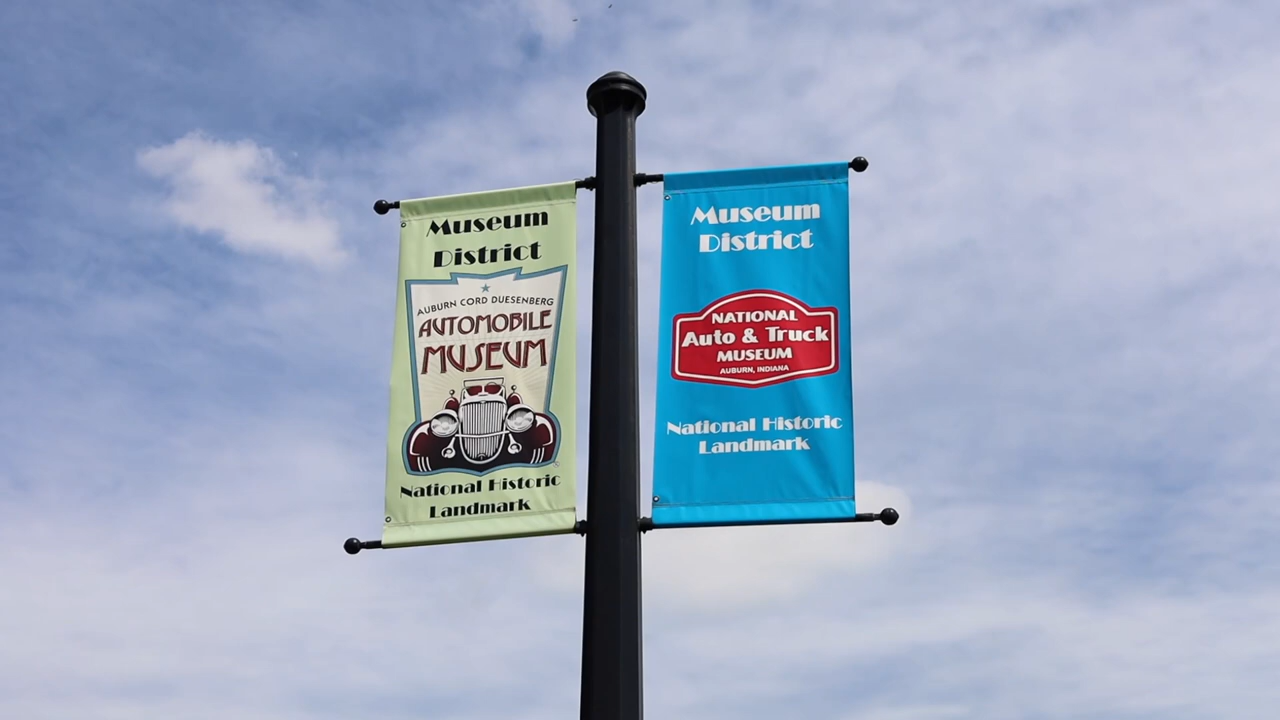 Museum
District
AUBURN CORD DUESENBERG
AUTOMOBILE
MUSEUM
National Historic
Landmark
Museum
District
NATIONAL
Auto & Truck
MUSEUM
AUBURN, INDIANA
National Historic
Landmark